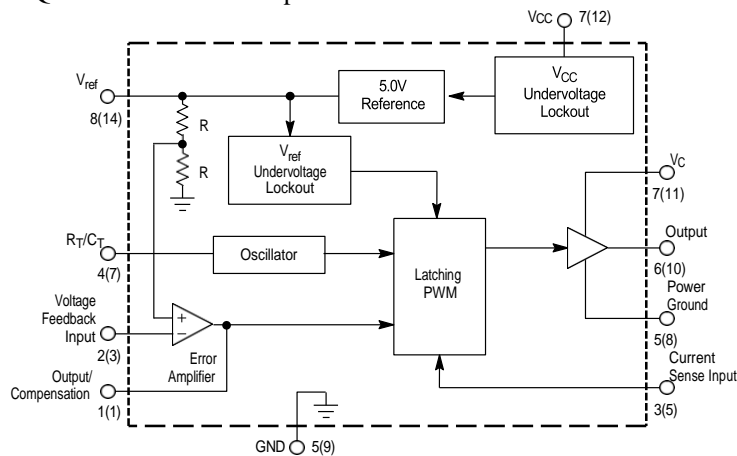 VCC 7(12)
Vref
8(14)
R
R
5.0V
Reference
VCC
Undervoltage
Lockout
Vref
Undervoltage
Lockout
VC
7(11)
RT/CT
4(7)
Oscillator
Latching
PWM
Output
6(10)
Voltage
Feedback
Input
2(3)
+
−
Error
Amplifier
Power
Ground
5(8)
Output/
Compensation
1(1)
Current
Sense Input
3(5)
GND 5(9)